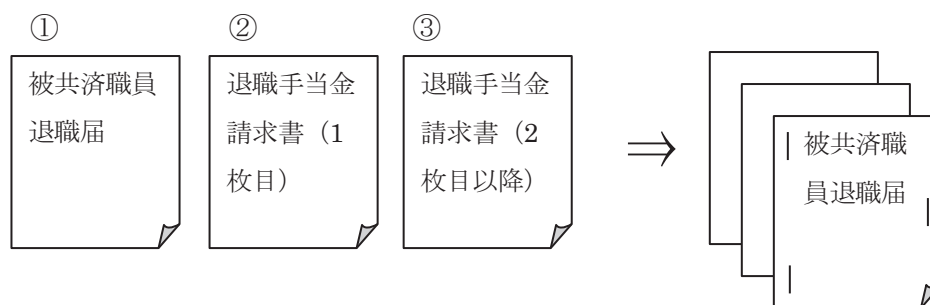 ①
②
③
被共済職員
退職届
退職手当金
請求書（1
枚目）
退職手当金
請求書（2
枚目以降）
⇒
被共済職
員退職届